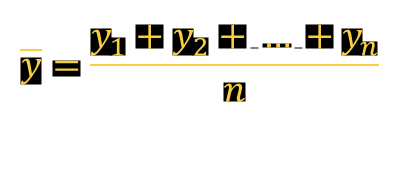 ȳ = (y₁ + y₂ + _...._ + yₙ) / n